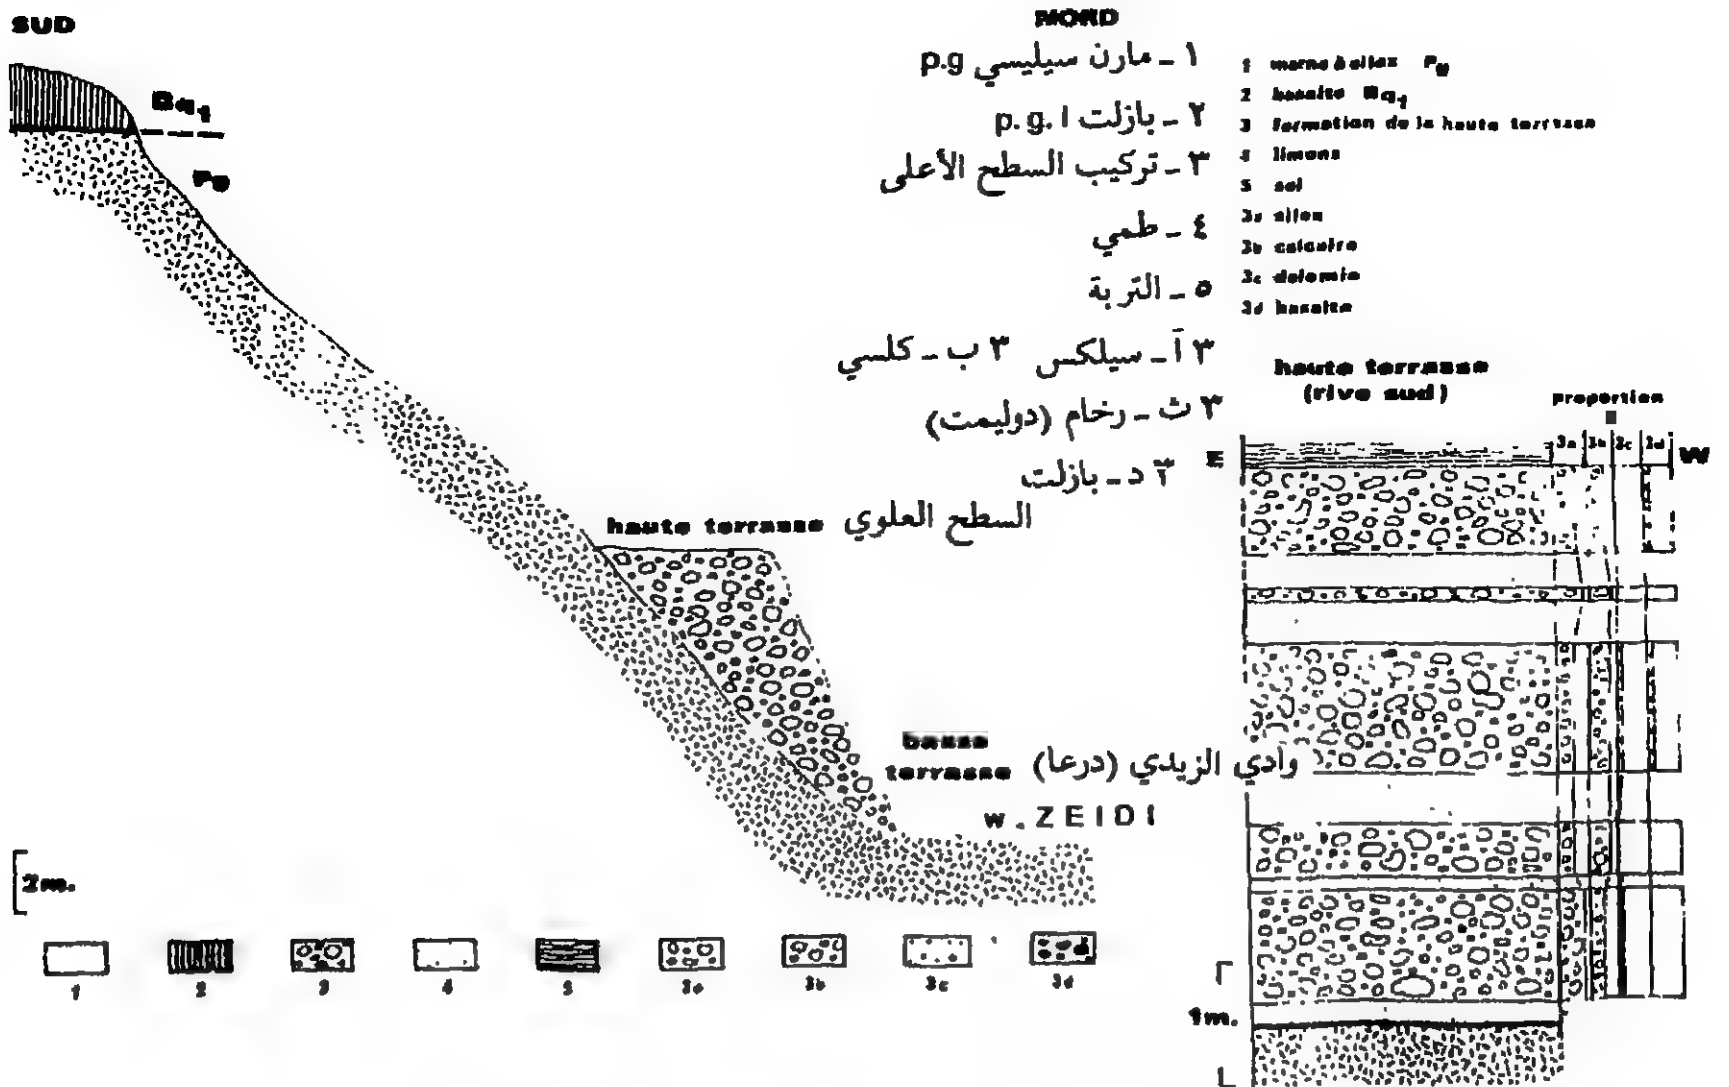 SUD
NORD
Bq1
Pg
١ - مارن سيليسي p.g
٢ - بازلت p. g. I
٣ - تركيب السطح الأعلى
٤ - طمي
٥ - التربة
٣ آ - سيلكس ٣ ب - كلسي
٣ ث - رخام (دوليمت)
٣ د - بازلت
1 marne à silex Pg
2 basalte Bq1
3 formation de la haute terrasse
4 limons
5 sol
3a silex
3b calcaire
3c dolomie
3d basalte
haute terrasse السطح العلوي
basse
terrasse وادي الزيدي (درعا)
w. ZEIDI
haute terrasse
(rive sud)
proportion
E 3a 3b 3c 3d W
2m.
1 2 3 4 5 3a 3b 3c 3d
1m.